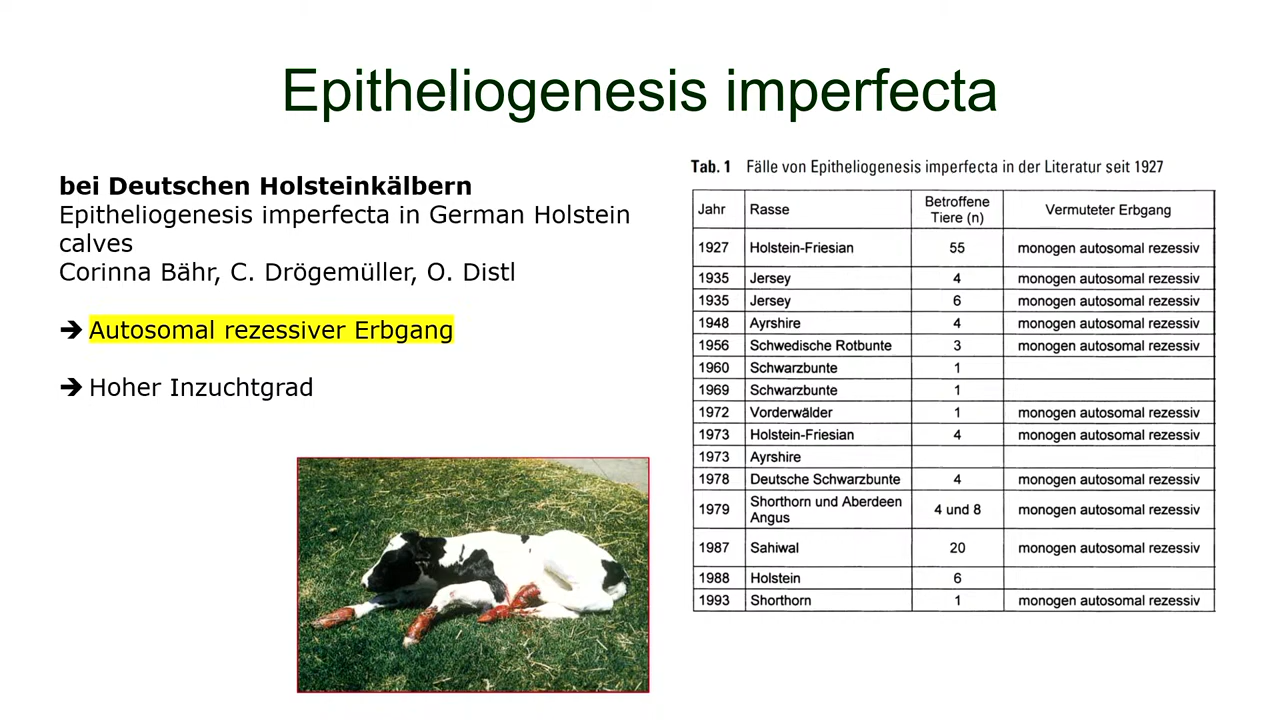 Epitheliogenesis imperfecta
bei Deutschen Holsteinkälbern
Epitheliogenesis imperfecta in German Holstein
calves
Corinna Bähr, C. Drögemüller, O. Distl
➔ Autosomal rezessiver Erbgang
➔ Hoher Inzuchtgrad
Tab. 1 Fälle von Epitheliogenesis imperfecta in der Literatur seit 1927
Jahr Rasse Betroffene Tiere (n) Vermuteter Erbgang
1927 Holstein-Friesian 55 monogen autosomal rezessiv
1935 Jersey 4 monogen autosomal rezessiv
1935 Jersey 6 monogen autosomal rezessiv
1948 Ayrshire 4 monogen autosomal rezessiv
1956 Schwedische Rotbunte 3 monogen autosomal rezessiv
1960 Schwarzbunte 1
1969 Schwarzbunte 1
1972 Vorderwälder 1 monogen autosomal rezessiv
1973 Holstein-Friesian 4 monogen autosomal rezessiv
1973 Ayrshire
1978 Deutsche Schwarzbunte 4 monogen autosomal rezessiv
1979 Shorthorn und Aberdeen Angus 4 und 8 monogen autosomal rezessiv
1987 Sahiwal 20 monogen autosomal rezessiv
1988 Holstein 6
1993 Shorthorn 1 monogen autosomal rezessiv